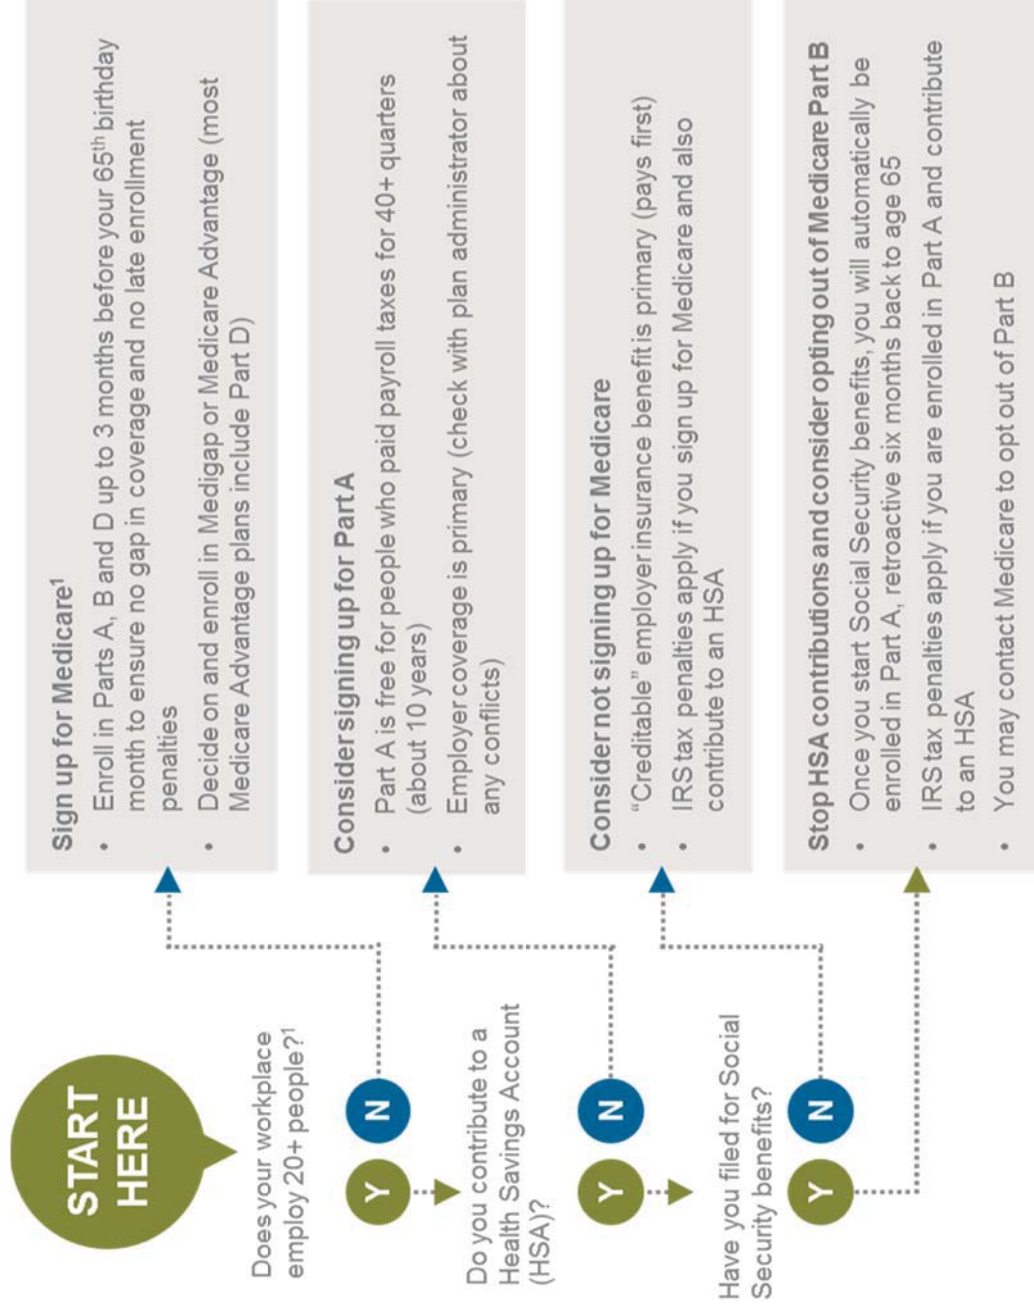 START
HERE
Does your workplace
employ 20+ people?¹
Y N
Sign up for Medicare¹
• Enroll in Parts A, B and D up to 3 months before your 65th birthday
month to ensure no gap in coverage and no late enrollment
penalties
• Decide on and enroll in Medigap or Medicare Advantage (most
Medicare Advantage plans include Part D)
Do you contribute to a
Health Savings Account
(HSA)?
Y N
Consider signing up for Part A
• Part A is free for people who paid payroll taxes for 40+ quarters
(about 10 years)
• Employer coverage is primary (check with plan administrator about
any conflicts)
Have you filed for Social
Security benefits?
Y N
Consider not signing up for Medicare
• "Creditable" employer insurance benefit is primary (pays first)
• IRS tax penalties apply if you sign up for Medicare and also
contribute to an HSA
Stop HSA contributions and consider opting out of Medicare Part B
• Once you start Social Security benefits, you will automatically be
enrolled in Part A, retroactive six months back to age 65
• IRS tax penalties apply if you are enrolled in Part A and contribute
to an HSA
• You may contact Medicare to opt out of Part B